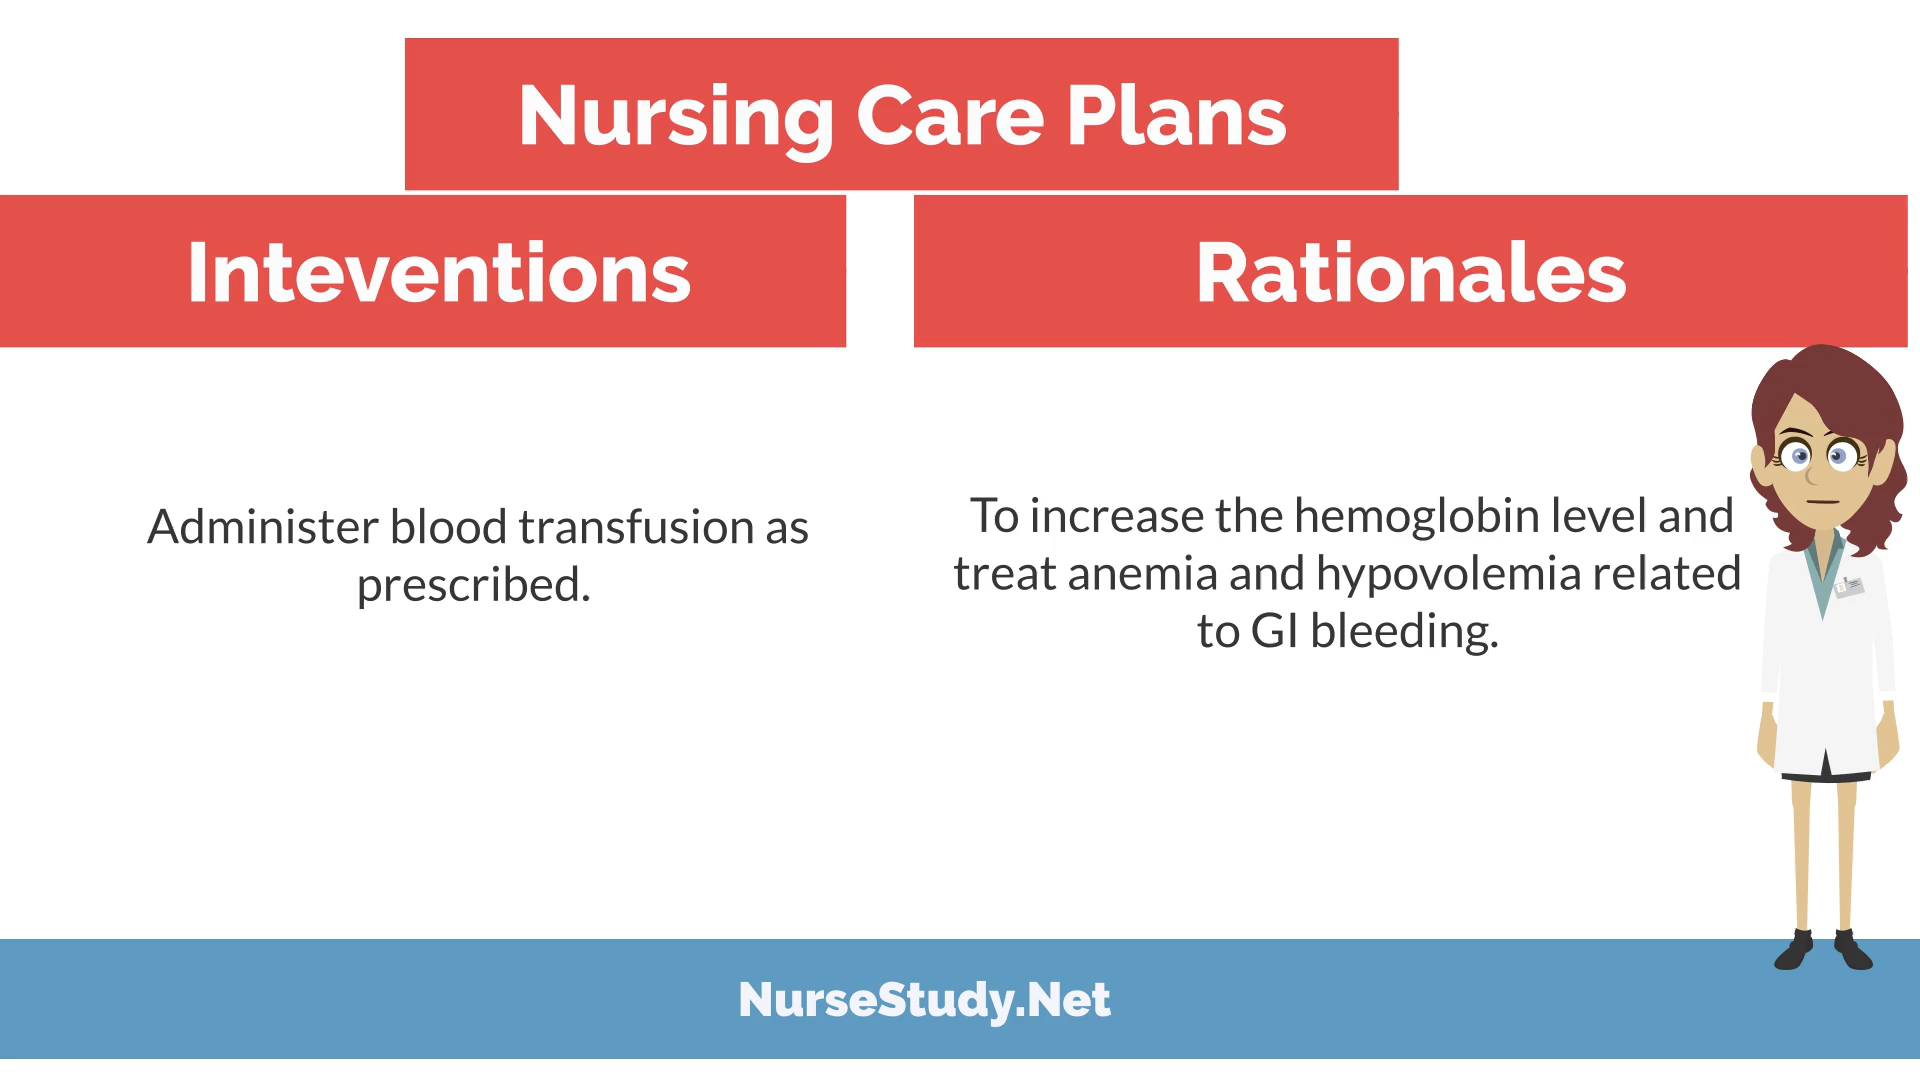 Nursing Care Plans
Inteventions
Rationales
Administer blood transfusion as
prescribed.
To increase the hemoglobin level and
treat anemia and hypovolemia related
to GI bleeding.
NurseStudy.Net